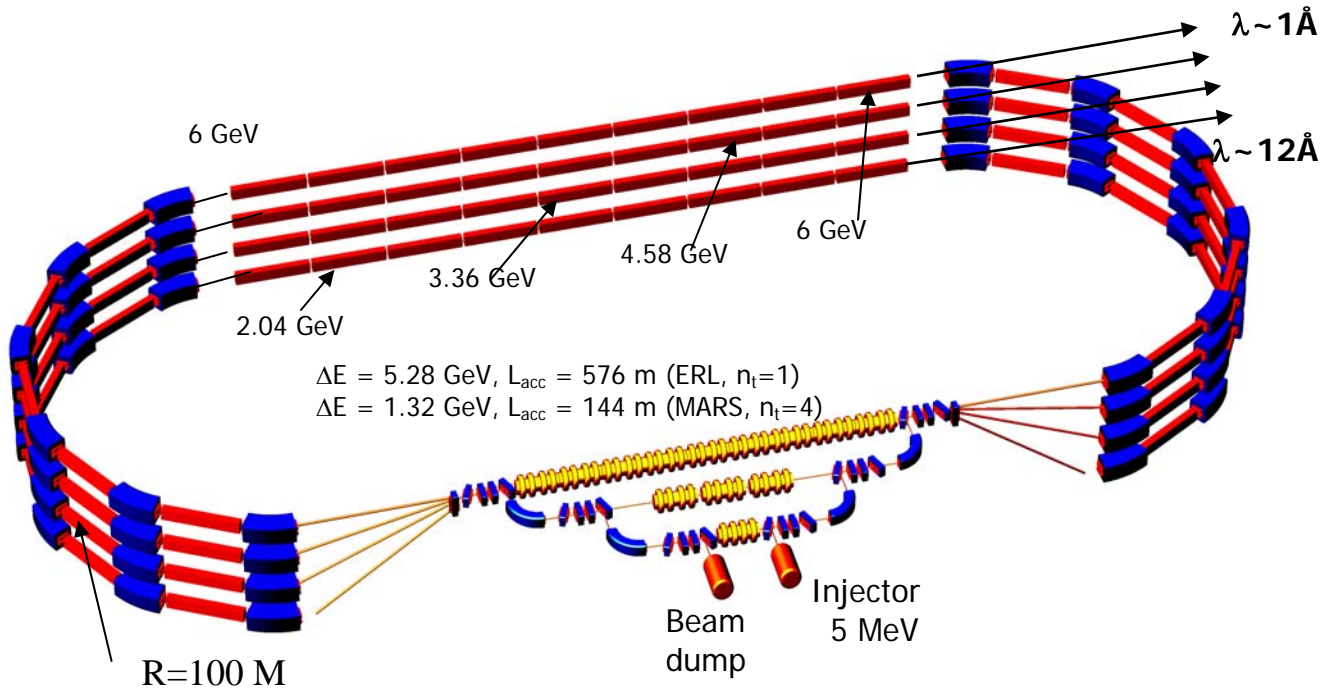 λ~1Å
6 GeV
λ~12Å
6 GeV
4.58 GeV
3.36 GeV
2.04 GeV
ΔE = 5.28 GeV, Lacc = 576 m (ERL, nt=1)
ΔE = 1.32 GeV, Lacc = 144 m (MARS, nt=4)
Injector
5 MeV
Beam
dump
R=100 M